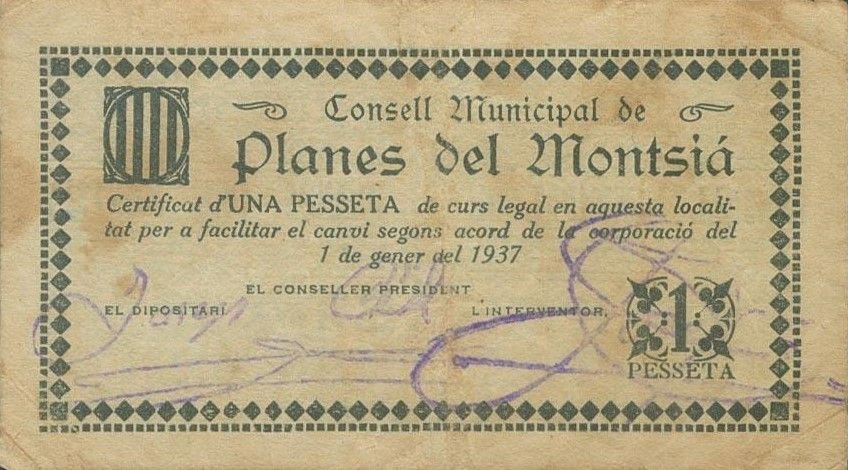 Consell Municipal de
Planes del Montsiá
Certificat d'UNA PESSETA de curs legal en aquesta locali-
tat per a facilitar el canvi segons acord de la corporació del
1 de gener del 1937
EL CONSELLER PRESIDENT
EL DIPOSITARI L'INTERVENTOR,
1
PESSETA